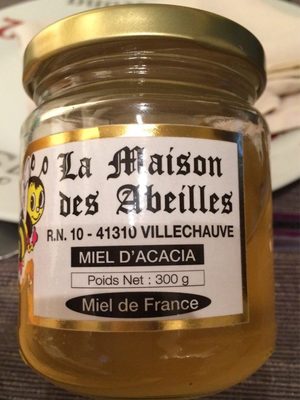 La Maison
des Abeilles
R.N. 10 - 41310 VILLECHAUVE
MIEL D'ACACIA
Poids Net : 300 g
Miel de France